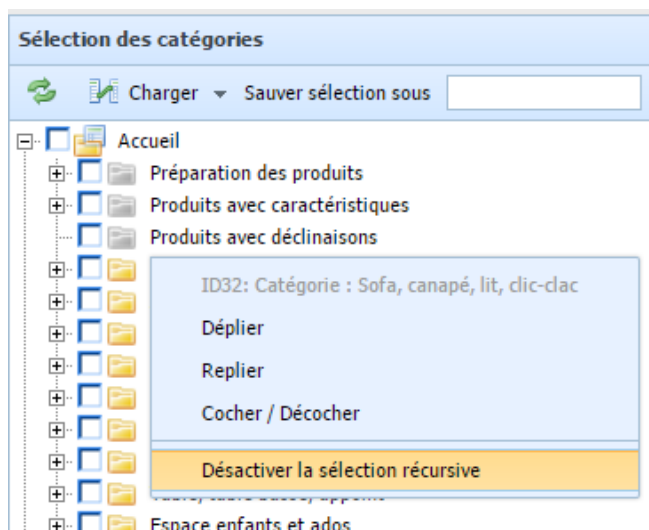 Sélection des catégories
Charger Sauver sélection sous
Accueil
Préparation des produits
Produits avec caractéristiques
Produits avec déclinaisons
ID32: Catégorie : Sofa, canapé, lit, clic-clac
Déplier
Replier
Cocher / Décocher
Désactiver la sélection récursive
Espace enfants et ados